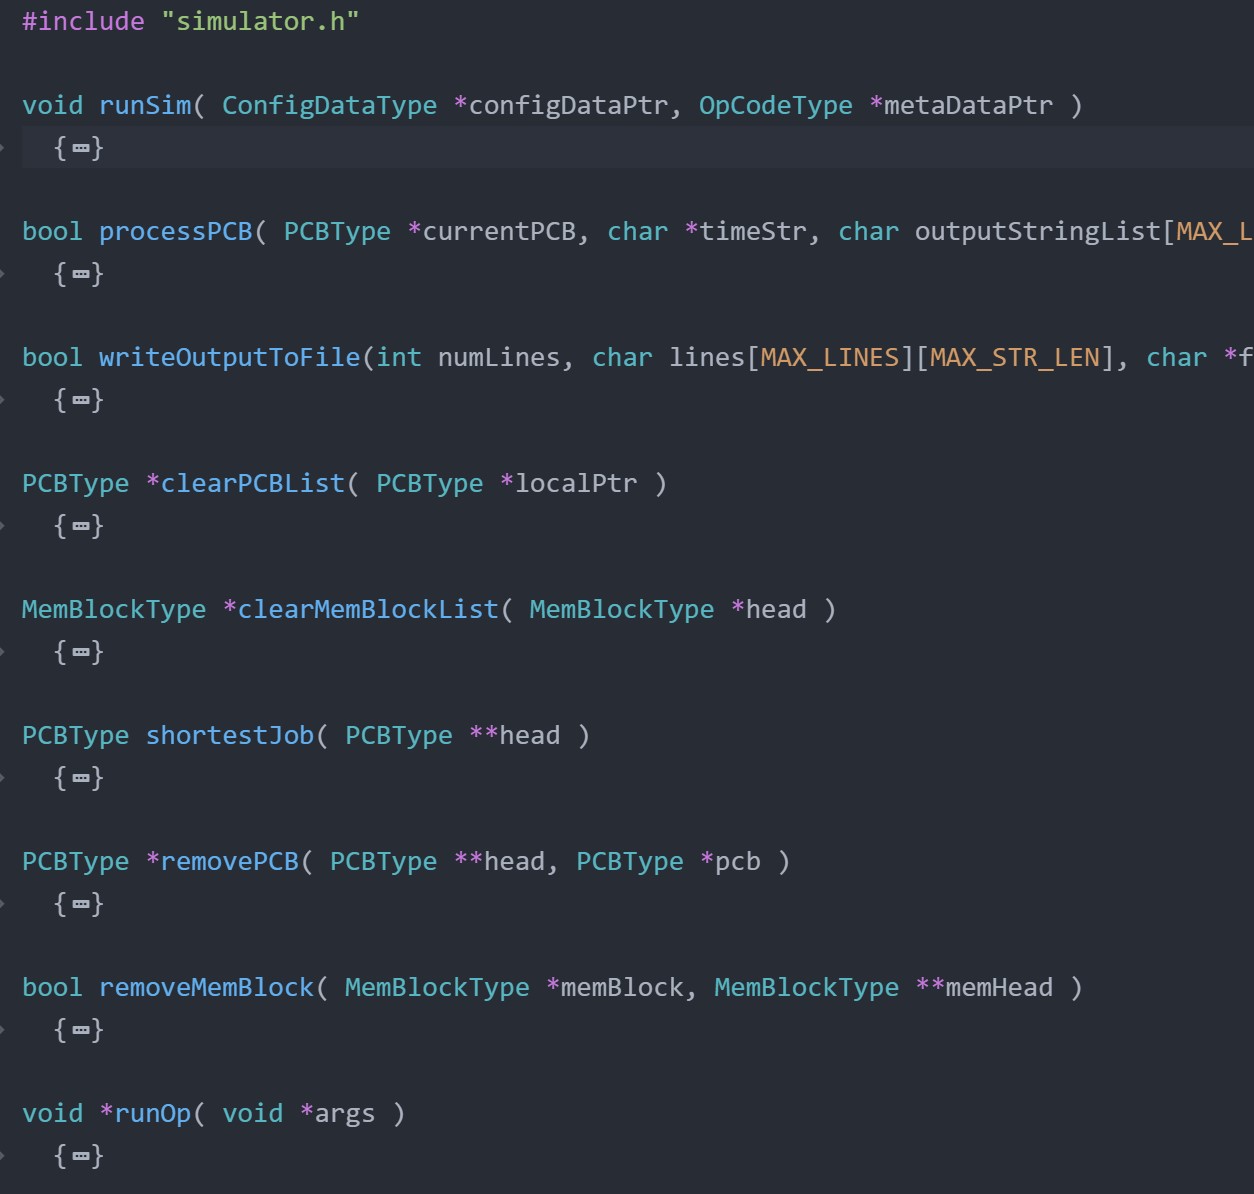 #include "simulator.h"
void runSim( ConfigDataType *configDataPtr, OpCodeType *metaDataPtr )
{…}
bool processPCB( PCBType *currentPCB, char *timeStr, char outputStringList[MAX_L
{…}
bool writeOutputToFile(int numLines, char lines[MAX_LINES][MAX_STR_LEN], char *f
{…}
PCBType *clearPCBList( PCBType *localPtr )
{…}
MemBlockType *clearMemBlockList( MemBlockType *head )
{…}
PCBType shortestJob( PCBType **head )
{…}
PCBType *removePCB( PCBType **head, PCBType *pcb )
{…}
bool removeMemBlock( MemBlockType *memBlock, MemBlockType **memHead )
{…}
void *runOp( void *args )
{…}